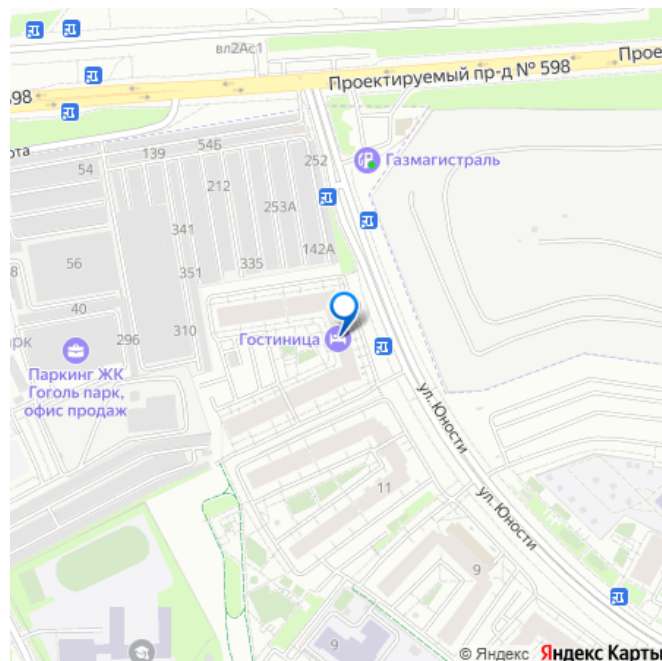 вл2Ас1
Прое
Проектируемый пр-д № 598
598
ота
546
139
54
252
Газмагистраль
212
253А
341
142А
56
351
335
8
40
310
296
Гостиница
рк
Паркинг ЖК
Гоголь парк,
офис продаж
ул. Юности
ул. Юности
11
9
9
© Яндекс Яндекс Карты